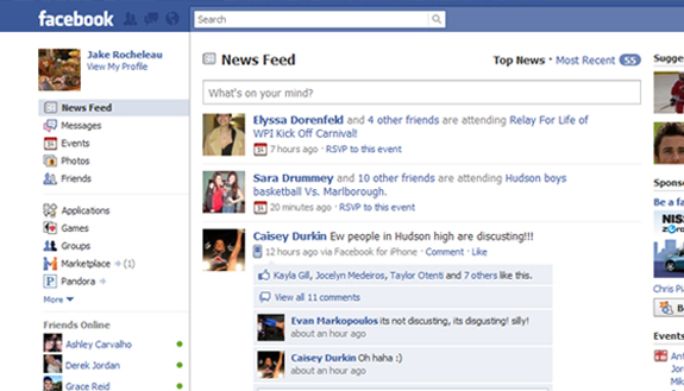 facebook
Search
Jake Rocheleau
View My Profile
News Feed
Messages
Events
Photos
Friends
Applications
Games
Groups
Marketplace (1)
Pandora
More
Friends Online
Ashley Carvalho
Derek Jordan
Grace Reid
News Feed
Top News · Most Recent 55
What's on your mind?
Elyssa Dorenfeld and 4 other friends are attending Relay For Life of
WPI Kick Off Carnival!
7 hours ago · RSVP to this event
Sara Drummey and 10 other friends are attending Hudson boys
basketball Vs. Marlborough.
20 minutes ago · RSVP to this event
Caisey Durkin Ew people in Hudson high are discusting!!!
12 hours ago via Facebook for iPhone · Comment · Like
Kayla Gill, Jocelyn Medeiros, Taylor Otenti and 7 others like this.
View all 11 comments
Evan Markopoulos its not discusting, its disgusting! silly!
about an hour ago
Caisey Durkin Oh haha :)
about an hour ago
Sugge
Sponso
Be a fa
NIS
Chris Pi
Events
Ant
Jor
Mik